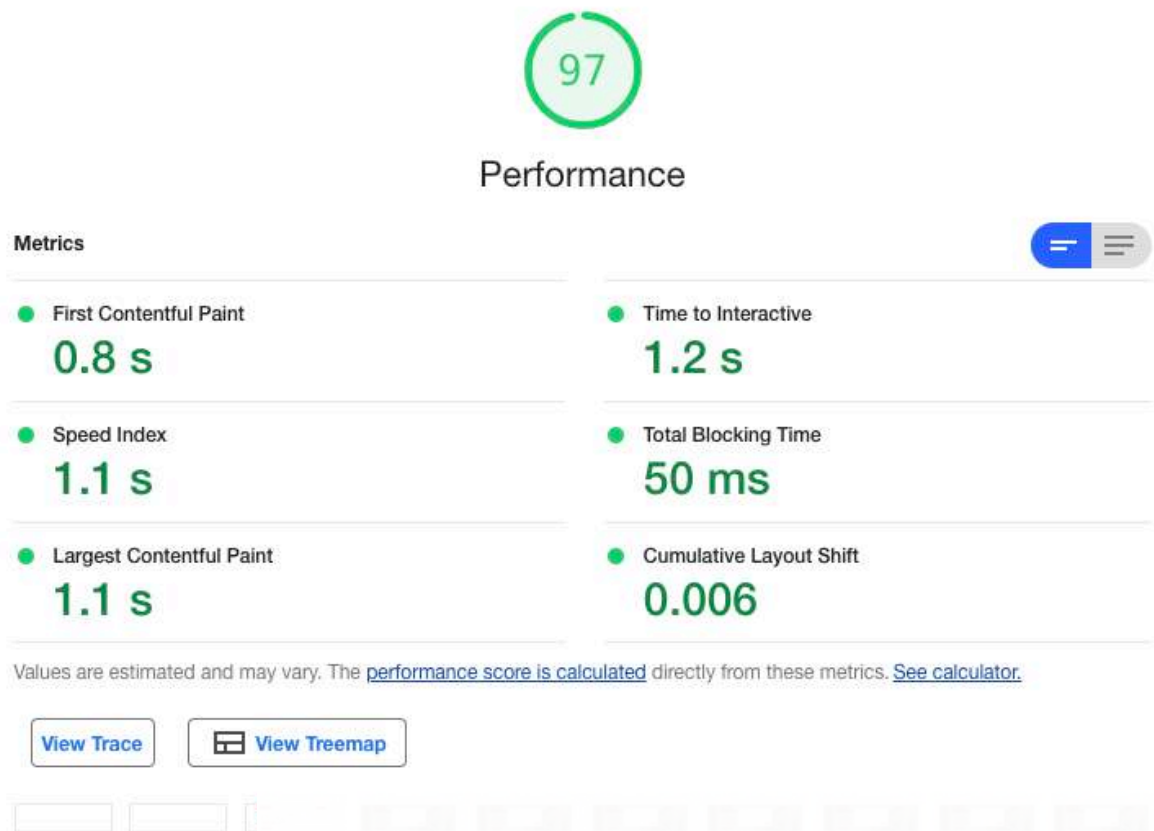 97
Performance
Metrics
First Contentful Paint
0.8 s
Time to Interactive
1.2 s
Speed Index
1.1 s
Total Blocking Time
50 ms
Largest Contentful Paint
1.1 s
Cumulative Layout Shift
0.006
Values are estimated and may vary. The performance score is calculated directly from these metrics. See calculator.
View Trace
View Treemap